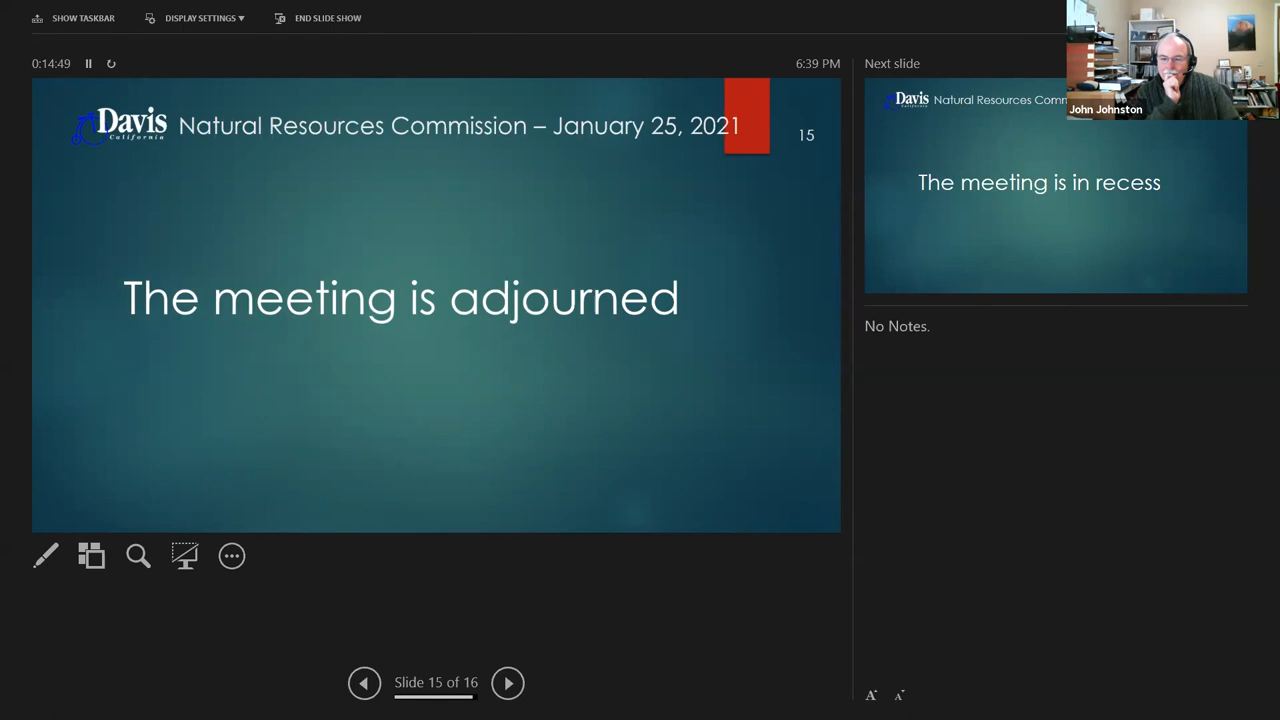 SHOW TASKBAR
DISPLAY SETTINGS ▼
END SLIDE SHOW
0:14:49
6:39 PM
Davis
California
Natural Resources Commission – January 25, 2021
15
The meeting is adjourned
Slide 15 of 16
Next slide
Davis
California
Natural Resources Comm
The meeting is in recess
No Notes.
A
A
John Johnston